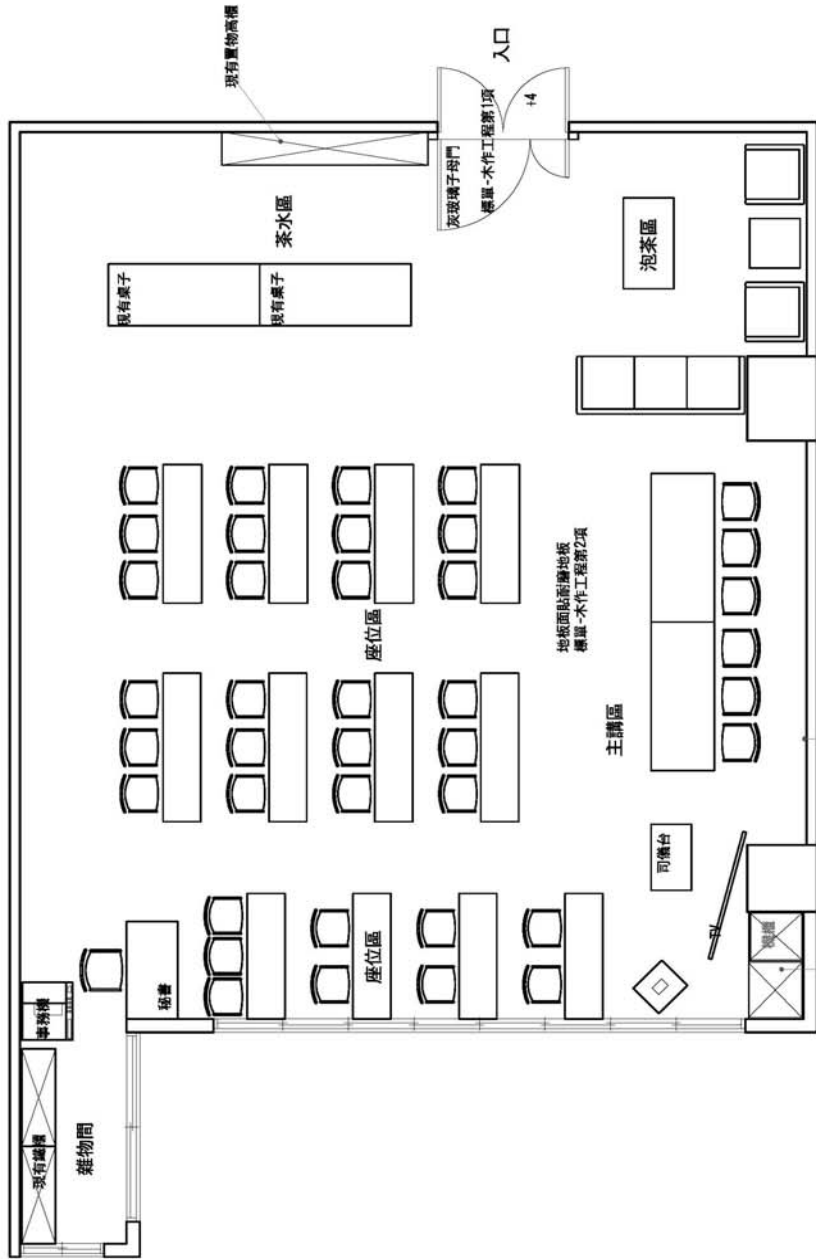 現有置物高櫃
入口
+4
灰玻璃子母門
標單-木作工程第1項
茶水區
現有桌子
現有桌子
泡茶區
座位區
地板面貼耐磨地板
標單-木作工程第2項
主講區
司儀台
TV
機櫃
座位區
秘書
事務機
現有鐵櫃
雜物間